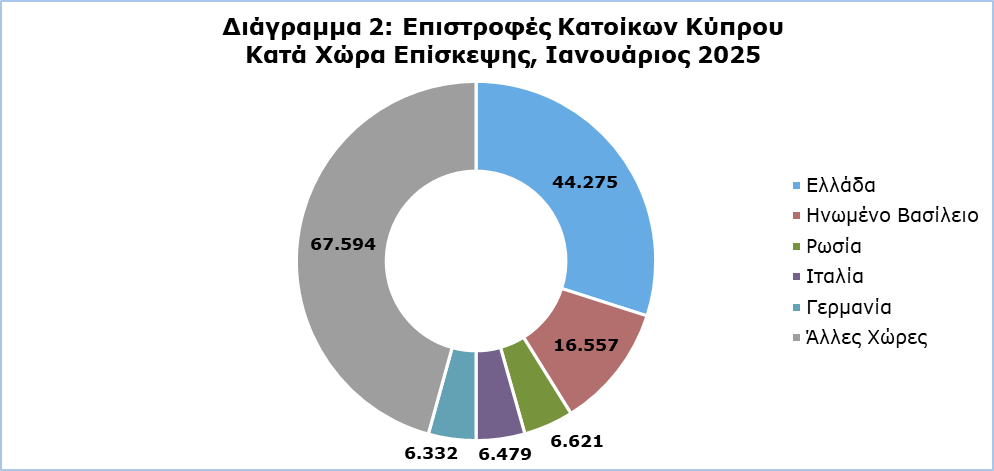 Διάγραμμα 2: Επιστροφές Κατοίκων Κύπρου
Κατά Χώρα Επίσκεψης, Ιανουάριος 2025
44.275
16.557
6.621
6.479
6.332
67.594
Ελλάδα
Ηνωμένο Βασίλειο
Ρωσία
Ιταλία
Γερμανία
Άλλες Χώρες